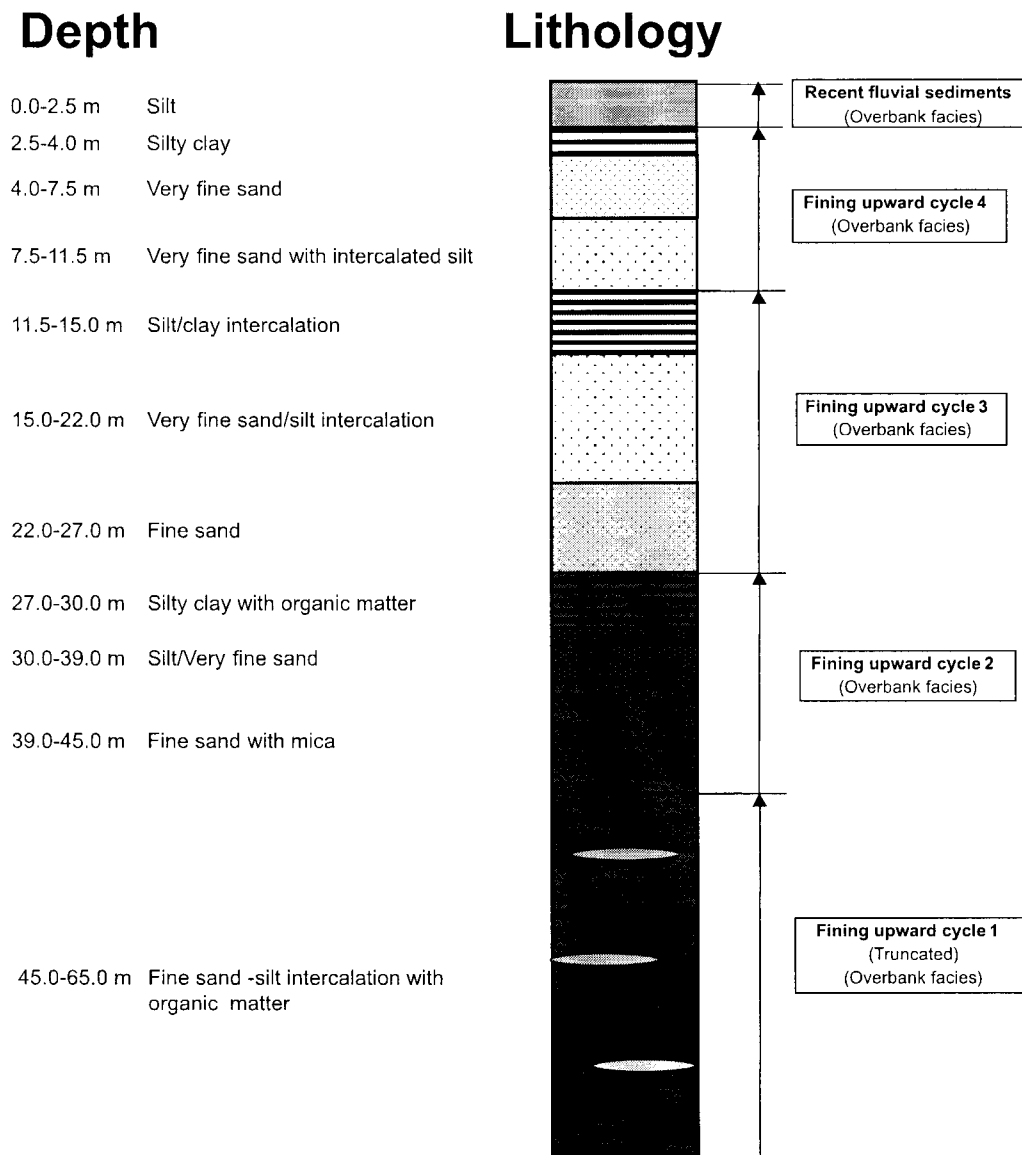 Depth
Lithology
0.0-2.5 m Silt
2.5-4.0 m Silty clay
4.0-7.5 m Very fine sand
7.5-11.5 m Very fine sand with intercalated silt
11.5-15.0 m Silt/clay intercalation
15.0-22.0 m Very fine sand/silt intercalation
22.0-27.0 m Fine sand
27.0-30.0 m Silty clay with organic matter
30.0-39.0 m Silt/Very fine sand
39.0-45.0 m Fine sand with mica
45.0-65.0 m Fine sand -silt intercalation with
organic matter
Recent fluvial sediments
(Overbank facies)
Fining upward cycle 4
(Overbank facies)
Fining upward cycle 3
(Overbank facies)
Fining upward cycle 2
(Overbank facies)
Fining upward cycle 1
(Truncated)
(Overbank facies)